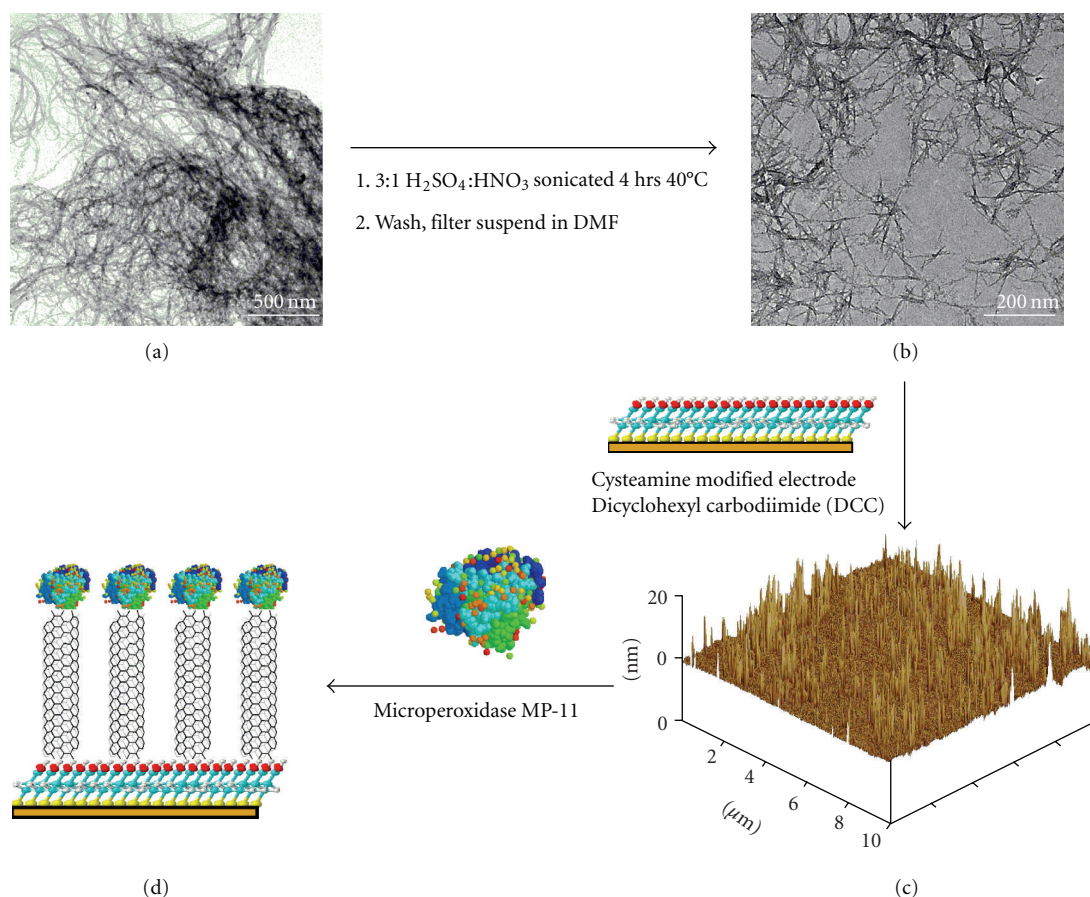 500 nm
1. 3:1 H₂SO₄:HNO₃ sonicated 4 hrs 40°C
2. Wash, filter suspend in DMF
200 nm
(a)
(b)
Cysteamine modified electrode
Dicyclohexyl carbodiimide (DCC)
Microperoxidase MP-11
20
0
0
(nm)
2
4
6
8
10
(μm)
(d)
(c)